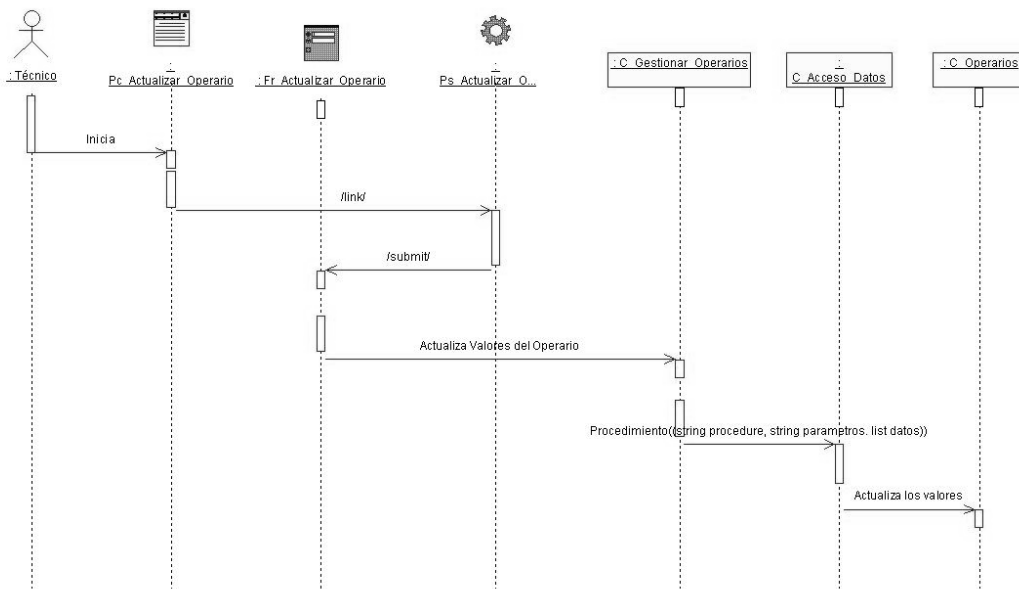 : Técnico
:
Pc_Actualizar_Operario
: Fr_Actualizar_Operario
:
Ps_Actualizar_O...
: C_Gestionar_Operarios
:
C_Acceso_Datos
: C_Operarios
Inicia
/link/
/submit/
Actualiza Valores del Operario
Procedimiento((string procedure, string parametros. list datos))
Actualiza los valores